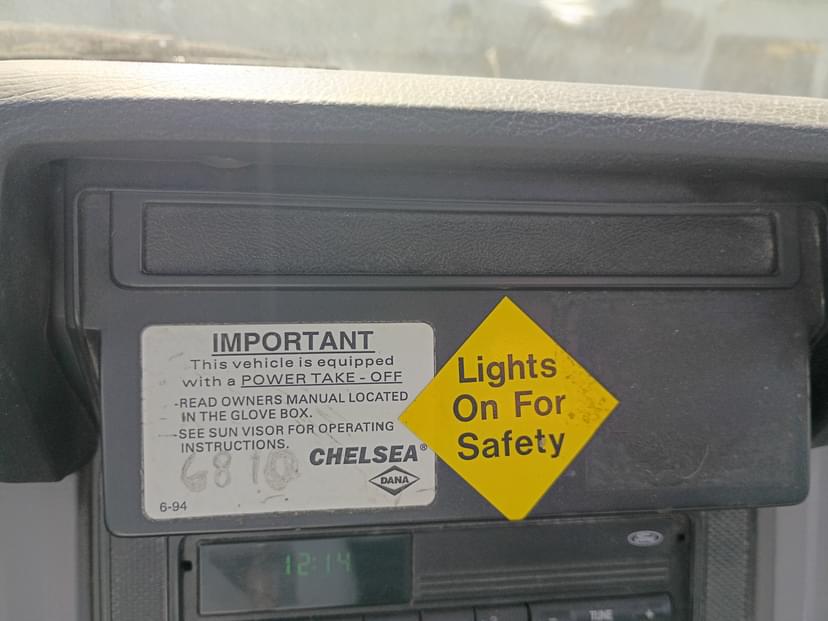 IMPORTANT
This vehicle is equipped
with a POWER TAKE - OFF
-READ OWNERS MANUAL LOCATED
IN THE GLOVE BOX.
-SEE SUN VISOR FOR OPERATING
INSTRUCTIONS.
CHELSEA®
DANA
6810
6-94
Lights
On For
Safety
12:14
TUNE +